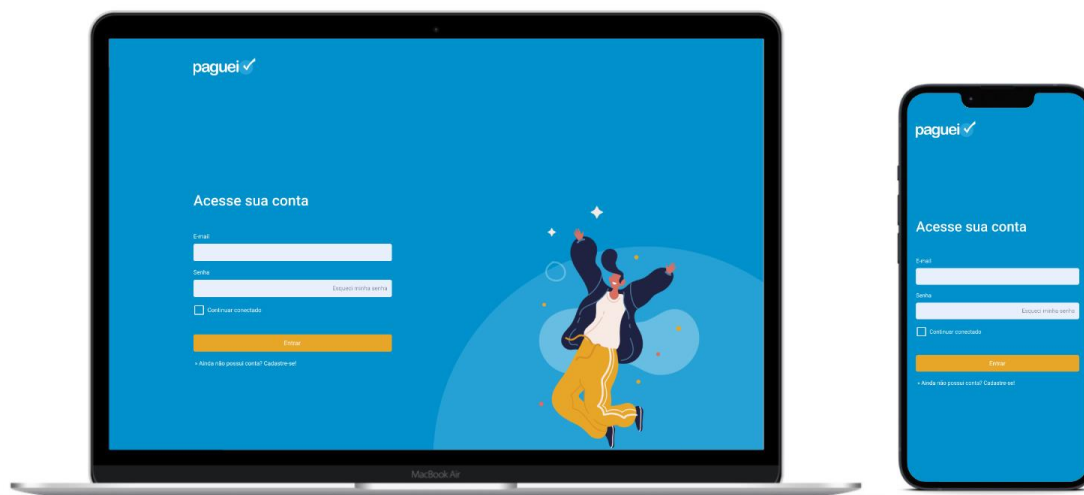 paguei
Acesse sua conta
E-mail
Senha
Esqueci minha senha
Continuar conectado
Entrar
+ Ainda não possui conta? Cadastre-se!
MacBook Air
paguei
Acesse sua conta
E-mail
Senha
Esqueci minha senha
Continuar conectado
Entrar
+ Ainda não possui conta? Cadastre-se!